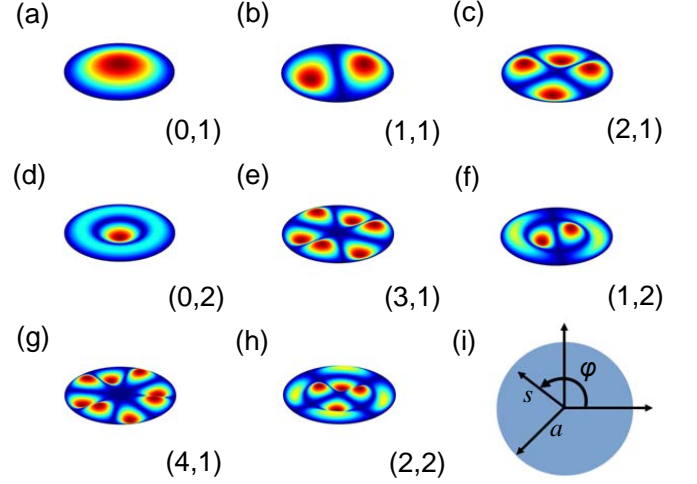 (a)
(b)
(c)
(0,1)
(1,1)
(2,1)
(d)
(e)
(f)
(0,2)
(3,1)
(1,2)
(g)
(h)
(i)
φ
s
a
(4,1)
(2,2)